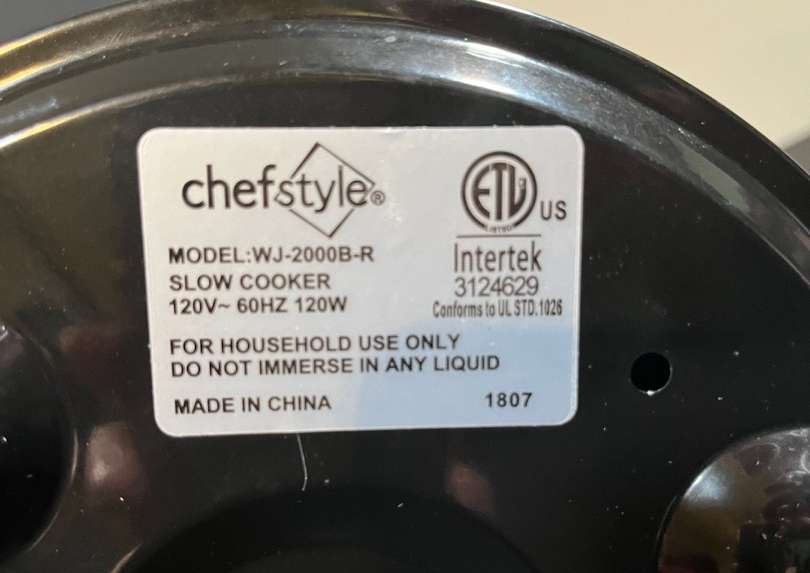 chefstyle®
MODEL:WJ-2000B-R
SLOW COOKER
120V~ 60HZ 120W
FOR HOUSEHOLD USE ONLY
DO NOT IMMERSE IN ANY LIQUID
MADE IN CHINA
1807
ETL
LISTED
US
Intertek
3124629
Conforms to UL STD.1026